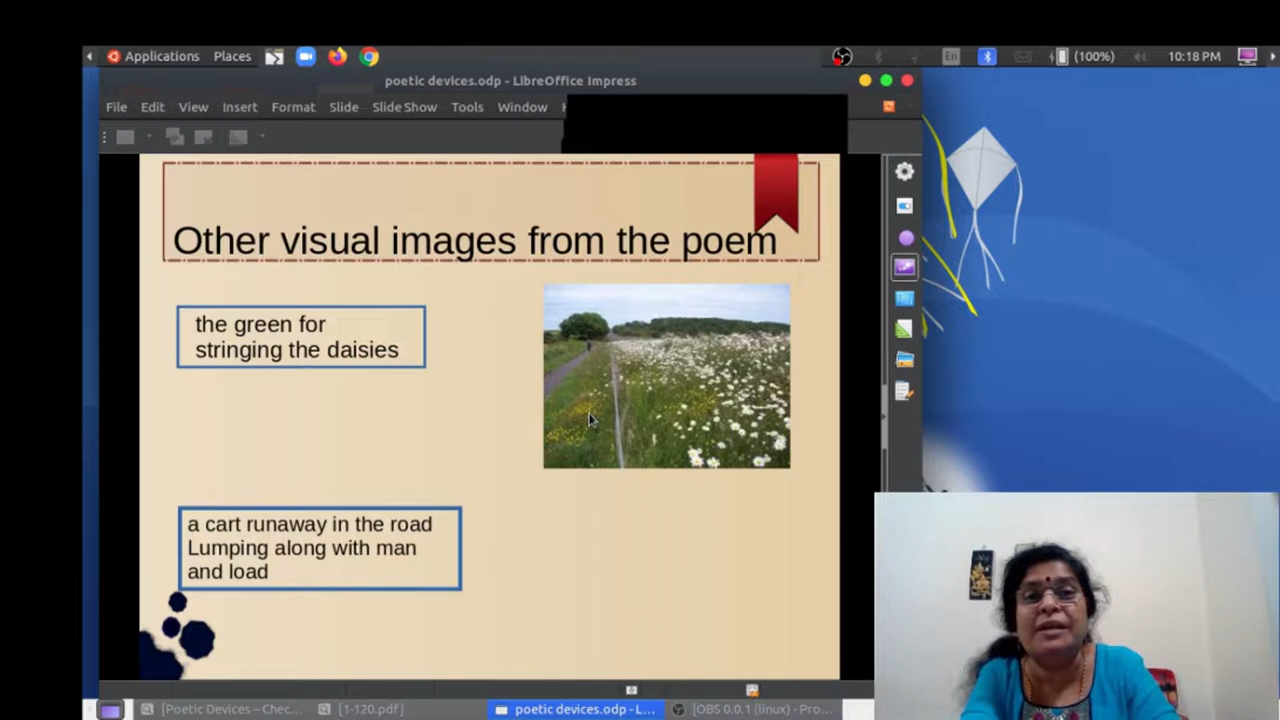 Applications Places En (100%) 10:18 PM
poetic devices.odp - LibreOffice Impress
File Edit View Insert Format Slide Slide Show Tools Window
Other visual images from the poem
the green for
stringing the daisies
a cart runaway in the road
Lumping along with man
and load
[Poetic Devices – Chec... [1-120.pdf] poetic devices.odp - L... [OBS 0.0.1 (linux) - Pro...